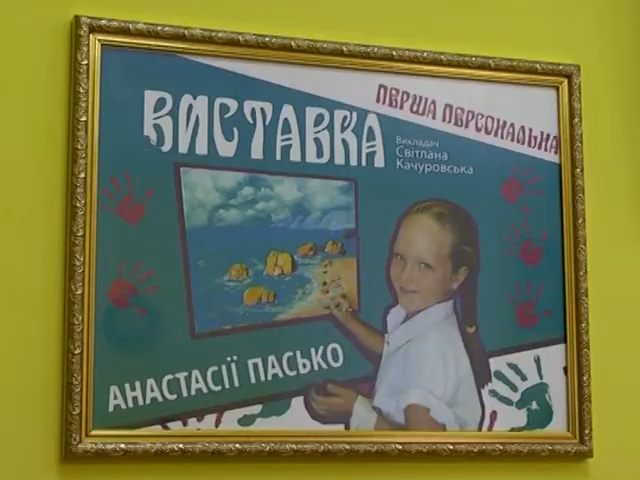 ПЕРША ПЕРСОНАЛЬНА
ВИСТАВКА
Викладач
Світлана
Качуровська
АНАСТАСІЇ ПАСЬКО